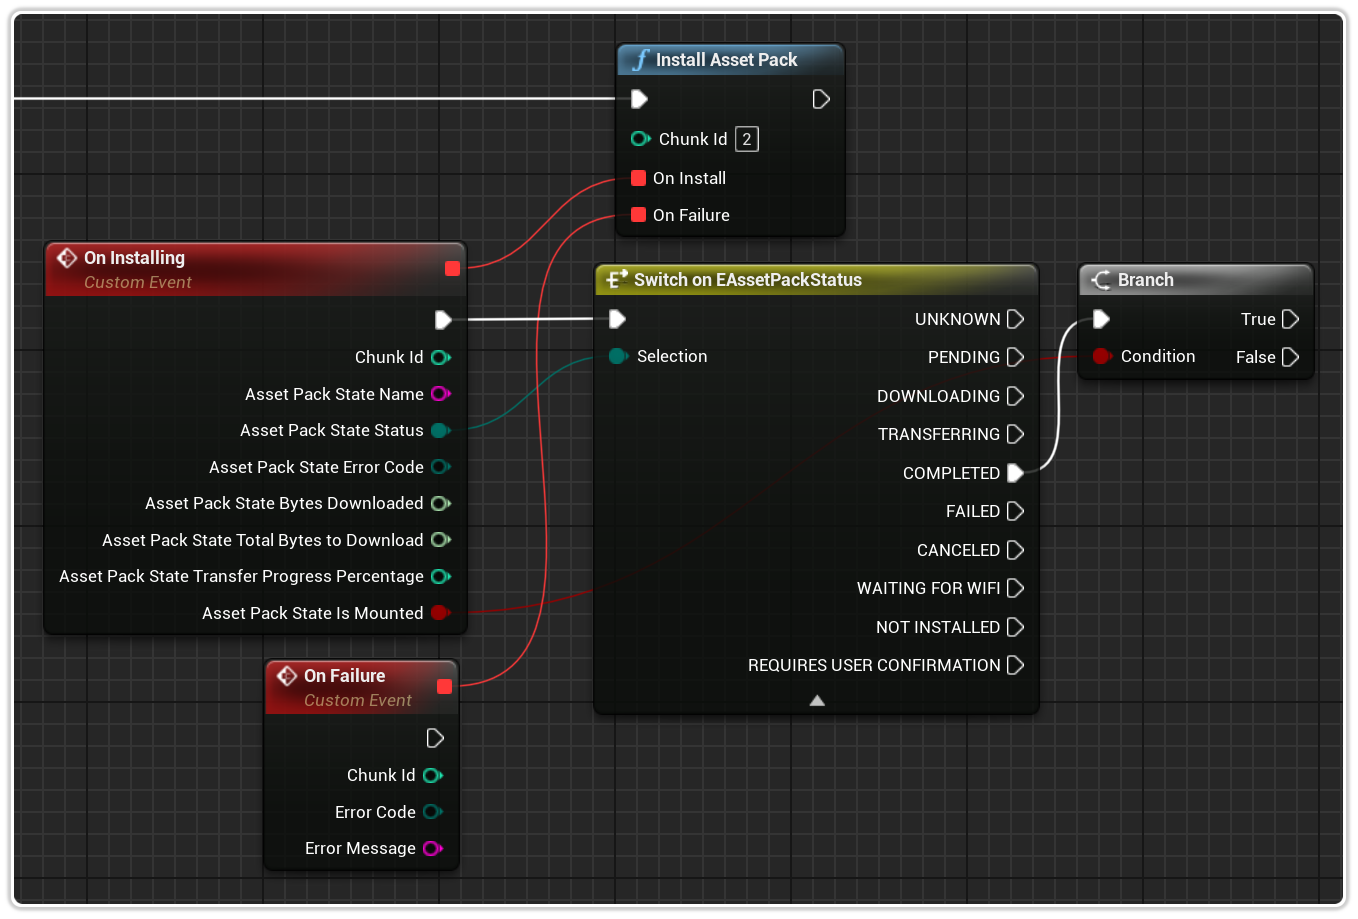 Install Asset Pack
Chunk Id 2
On Install
On Failure
On Installing
Custom Event
Chunk Id
Asset Pack State Name
Asset Pack State Status
Asset Pack State Error Code
Asset Pack State Bytes Downloaded
Asset Pack State Total Bytes to Download
Asset Pack State Transfer Progress Percentage
Asset Pack State Is Mounted
Switch on EAssetPackStatus
Selection
UNKNOWN
PENDING
DOWNLOADING
TRANSFERRING
COMPLETED
FAILED
CANCELED
WAITING FOR WIFI
NOT INSTALLED
REQUIRES USER CONFIRMATION
Branch
True
Condition
False
On Failure
Custom Event
Chunk Id
Error Code
Error Message